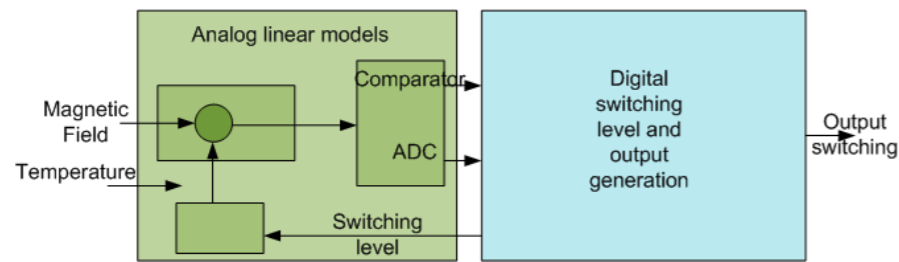 Analog linear models
Comparator
ADC
Magnetic
Field
Temperature
Switching
level
Digital
switching
level and
output
generation
Output
switching